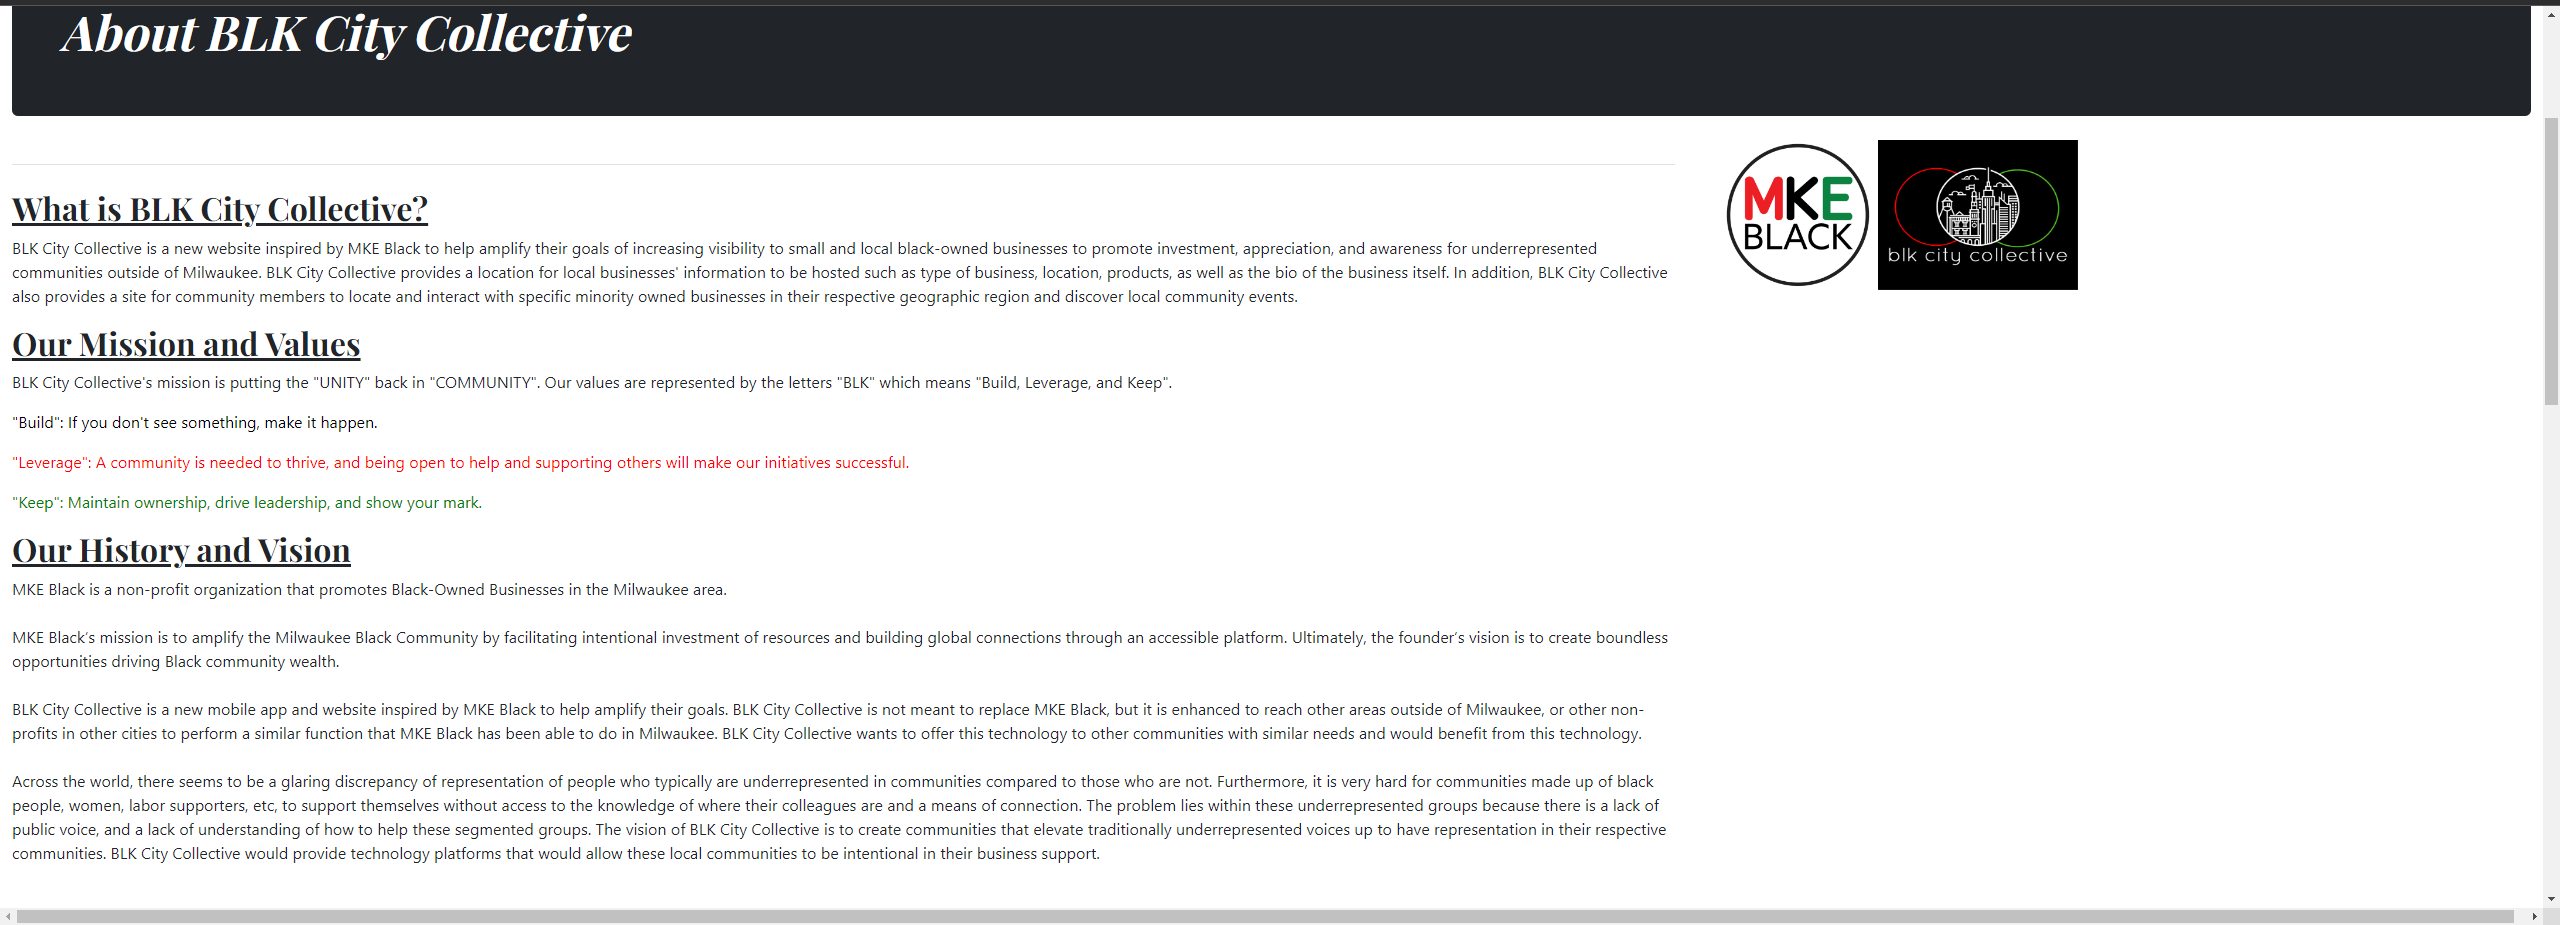 About BLK City Collective
MKE
BLACK
blk city collective
What is BLK City Collective?
BLK City Collective is a new website inspired by MKE Black to help amplify their goals of increasing visibility to small and local black-owned businesses to promote investment, appreciation, and awareness for underrepresented
communities outside of Milwaukee. BLK City Collective provides a location for local businesses' information to be hosted such as type of business, location, products, as well as the bio of the business itself. In addition, BLK City Collective
also provides a site for community members to locate and interact with specific minority owned businesses in their respective geographic region and discover local community events.
Our Mission and Values
BLK City Collective's mission is putting the "UNITY" back in "COMMUNITY". Our values are represented by the letters "BLK" which means "Build, Leverage, and Keep".
"Build": If you don't see something, make it happen.
"Leverage": A community is needed to thrive, and being open to help and supporting others will make our initiatives successful.
"Keep": Maintain ownership, drive leadership, and show your mark.
Our History and Vision
MKE Black is a non-profit organization that promotes Black-Owned Businesses in the Milwaukee area.
MKE Black’s mission is to amplify the Milwaukee Black Community by facilitating intentional investment of resources and building global connections through an accessible platform. Ultimately, the founder’s vision is to create boundless
opportunities driving Black community wealth.
BLK City Collective is a new mobile app and website inspired by MKE Black to help amplify their goals. BLK City Collective is not meant to replace MKE Black, but it is enhanced to reach other areas outside of Milwaukee, or other non-
profits in other cities to perform a similar function that MKE Black has been able to do in Milwaukee. BLK City Collective wants to offer this technology to other communities with similar needs and would benefit from this technology.
Across the world, there seems to be a glaring discrepancy of representation of people who typically are underrepresented in communities compared to those who are not. Furthermore, it is very hard for communities made up of black
people, women, labor supporters, etc, to support themselves without access to the knowledge of where their colleagues are and a means of connection. The problem lies within these underrepresented groups because there is a lack of
public voice, and a lack of understanding of how to help these segmented groups. The vision of BLK City Collective is to create communities that elevate traditionally underrepresented voices up to have representation in their respective
communities. BLK City Collective would provide technology platforms that would allow these local communities to be intentional in their business support.